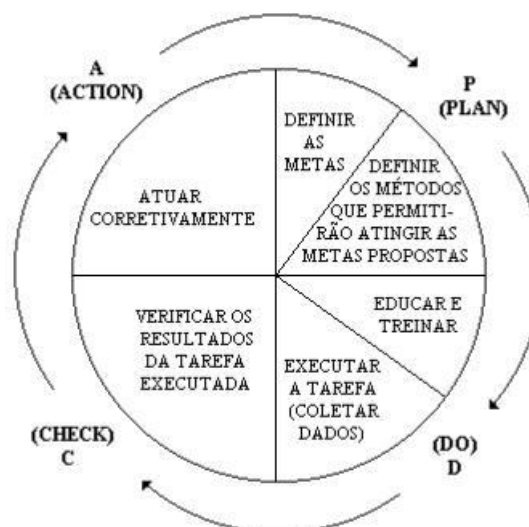 A
(ACTION)
P
(PLAN)
DEFINIR
AS
METAS
DEFINIR
OS MÉTODOS
QUE PERMITI-
RÃO ATINGIR AS
METAS PROPOSTAS
ATUAR
CORRETIVAMENTE
EDUCAR E
TREINAR
VERIFICAR OS
RESULTADOS
DA TAREFA
EXECUTADA
EXECUTAR
A TAREFA
(COLETAR
DADOS)
(CHECK)
C
(DO)
D